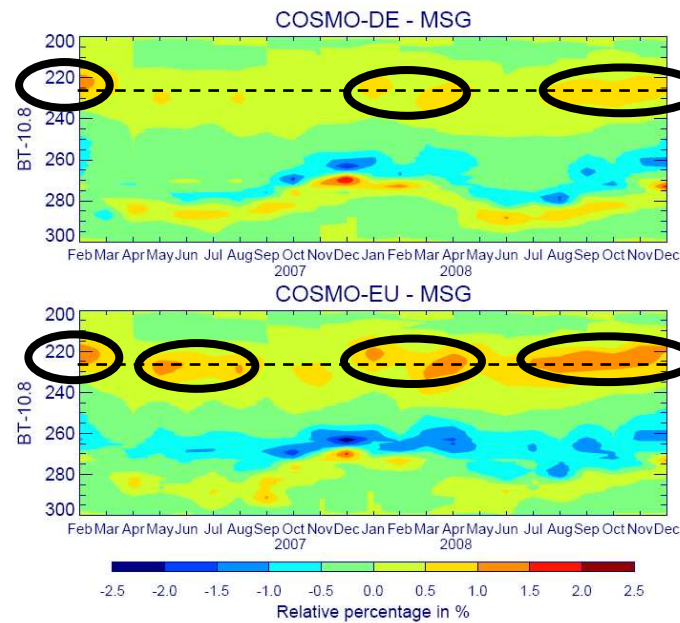 COSMO-DE - MSG
200
220
240
260
280
300
BT-10.8
Feb Mar Apr May Jun Jul Aug Sep Oct Nov Dec Jan Feb Mar Apr May Jun Jul Aug Sep Oct Nov Dec
2007 2008
COSMO-EU - MSG
200
220
240
260
280
300
BT-10.8
Feb Mar Apr May Jun Jul Aug Sep Oct Nov Dec Jan Feb Mar Apr May Jun Jul Aug Sep Oct Nov Dec
2007 2008
-2.5 -2.0 -1.5 -1.0 -0.5 0.0 0.5 1.0 1.5 2.0 2.5
Relative percentage in %